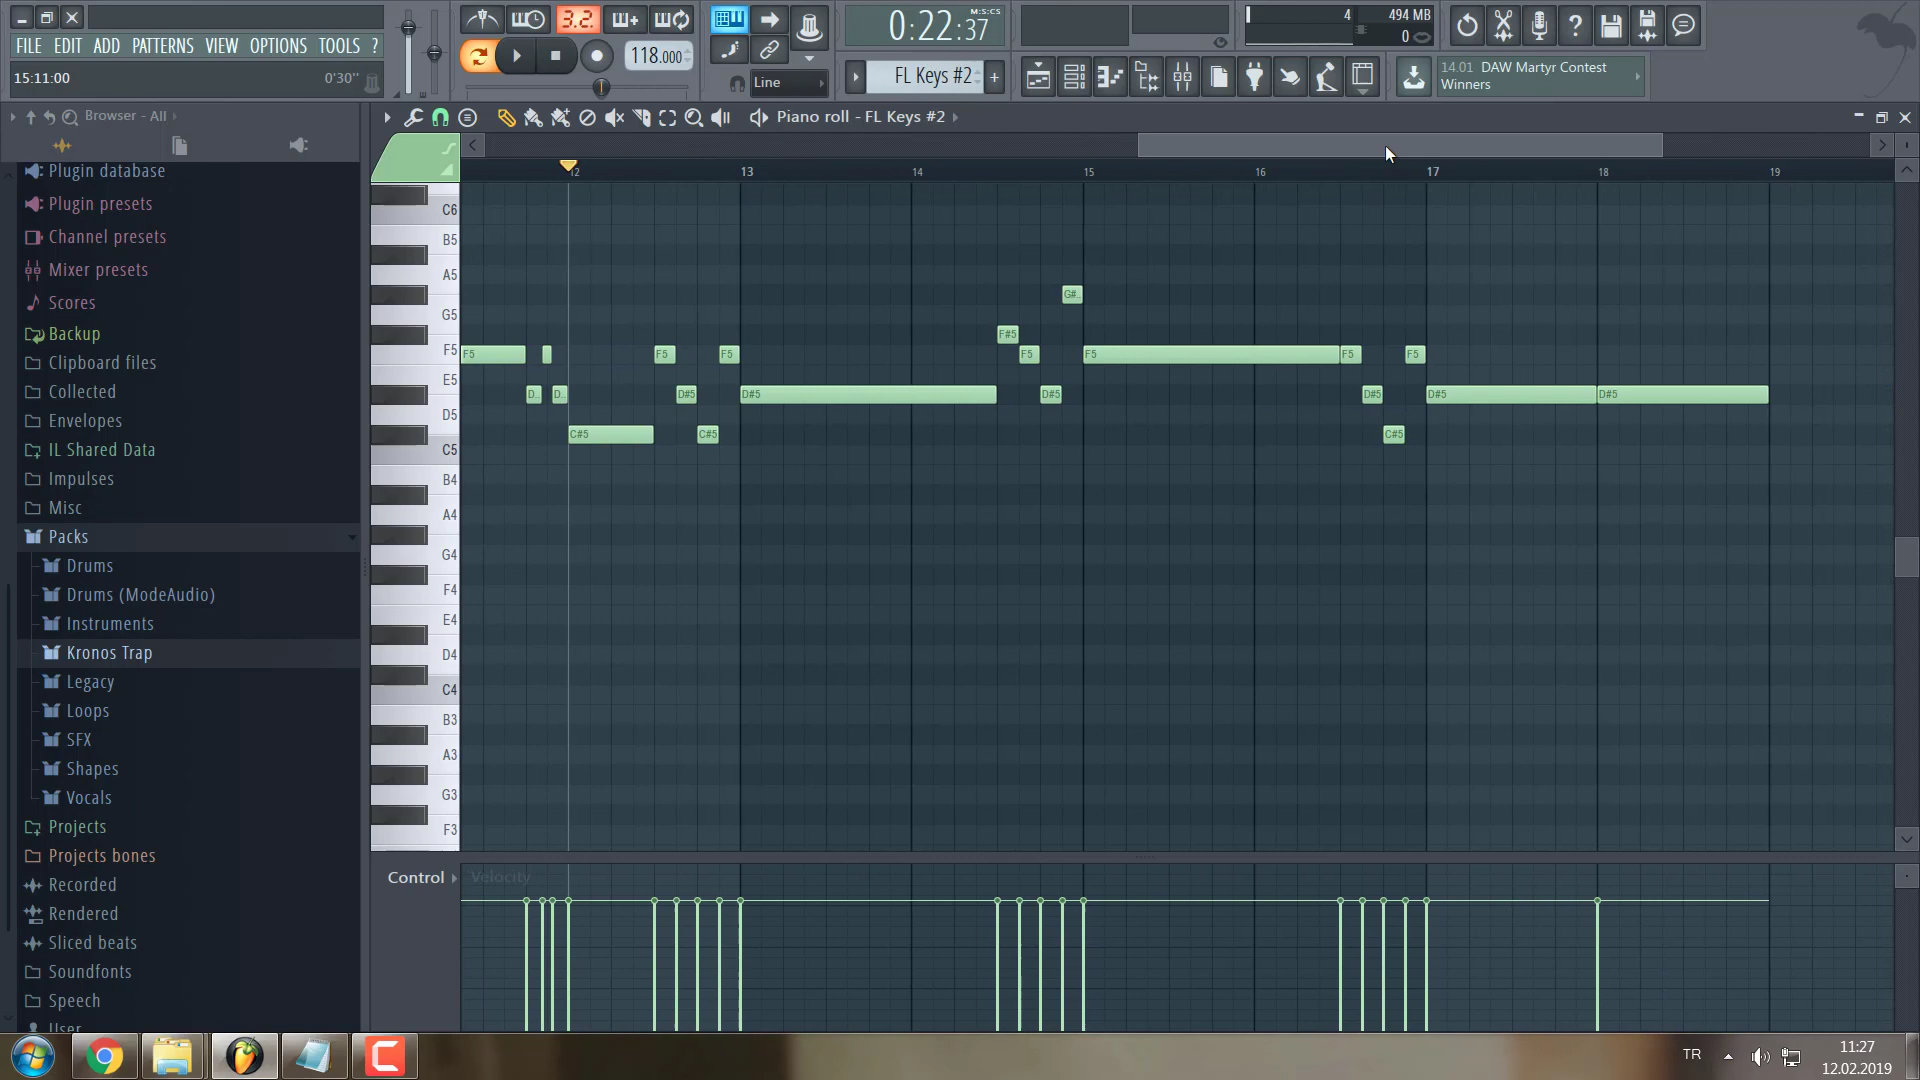 FILE EDIT ADD PATTERNS VIEW OPTIONS TOOLS ?
15:11:00 0'30"
3.2.
118.000
Line
0:22:37 M:S:CS
FL Keys #2
4 494 MB
0
14.01 DAW Martyr Contest
Winners
Browser - All
Piano roll - FL Keys #2
12 13 14 15 16 17 18 19
Plugin database
Plugin presets
Channel presets
Mixer presets
Scores
Backup
Clipboard files
Collected
Envelopes
IL Shared Data
Impulses
Misc
Packs
Drums
Drums (ModeAudio)
Instruments
Kronos Trap
Legacy
Loops
SFX
Shapes
Vocals
Projects
Projects bones
Recorded
Rendered
Sliced beats
Soundfonts
Speech
User
C6
B5
A5
G5
F5
E5
D5
C5
B4
A4
G4
F4
E4
D4
C4
B3
A3
G3
F3
G#..
F#5
F5 F5 F5 F5 F5 F5 F5
D.. D.. D#5 D#5 D#5 D#5 D#5 D#5
C#5 C#5 C#5
Control Velocity
TR
11:27
12.02.2019